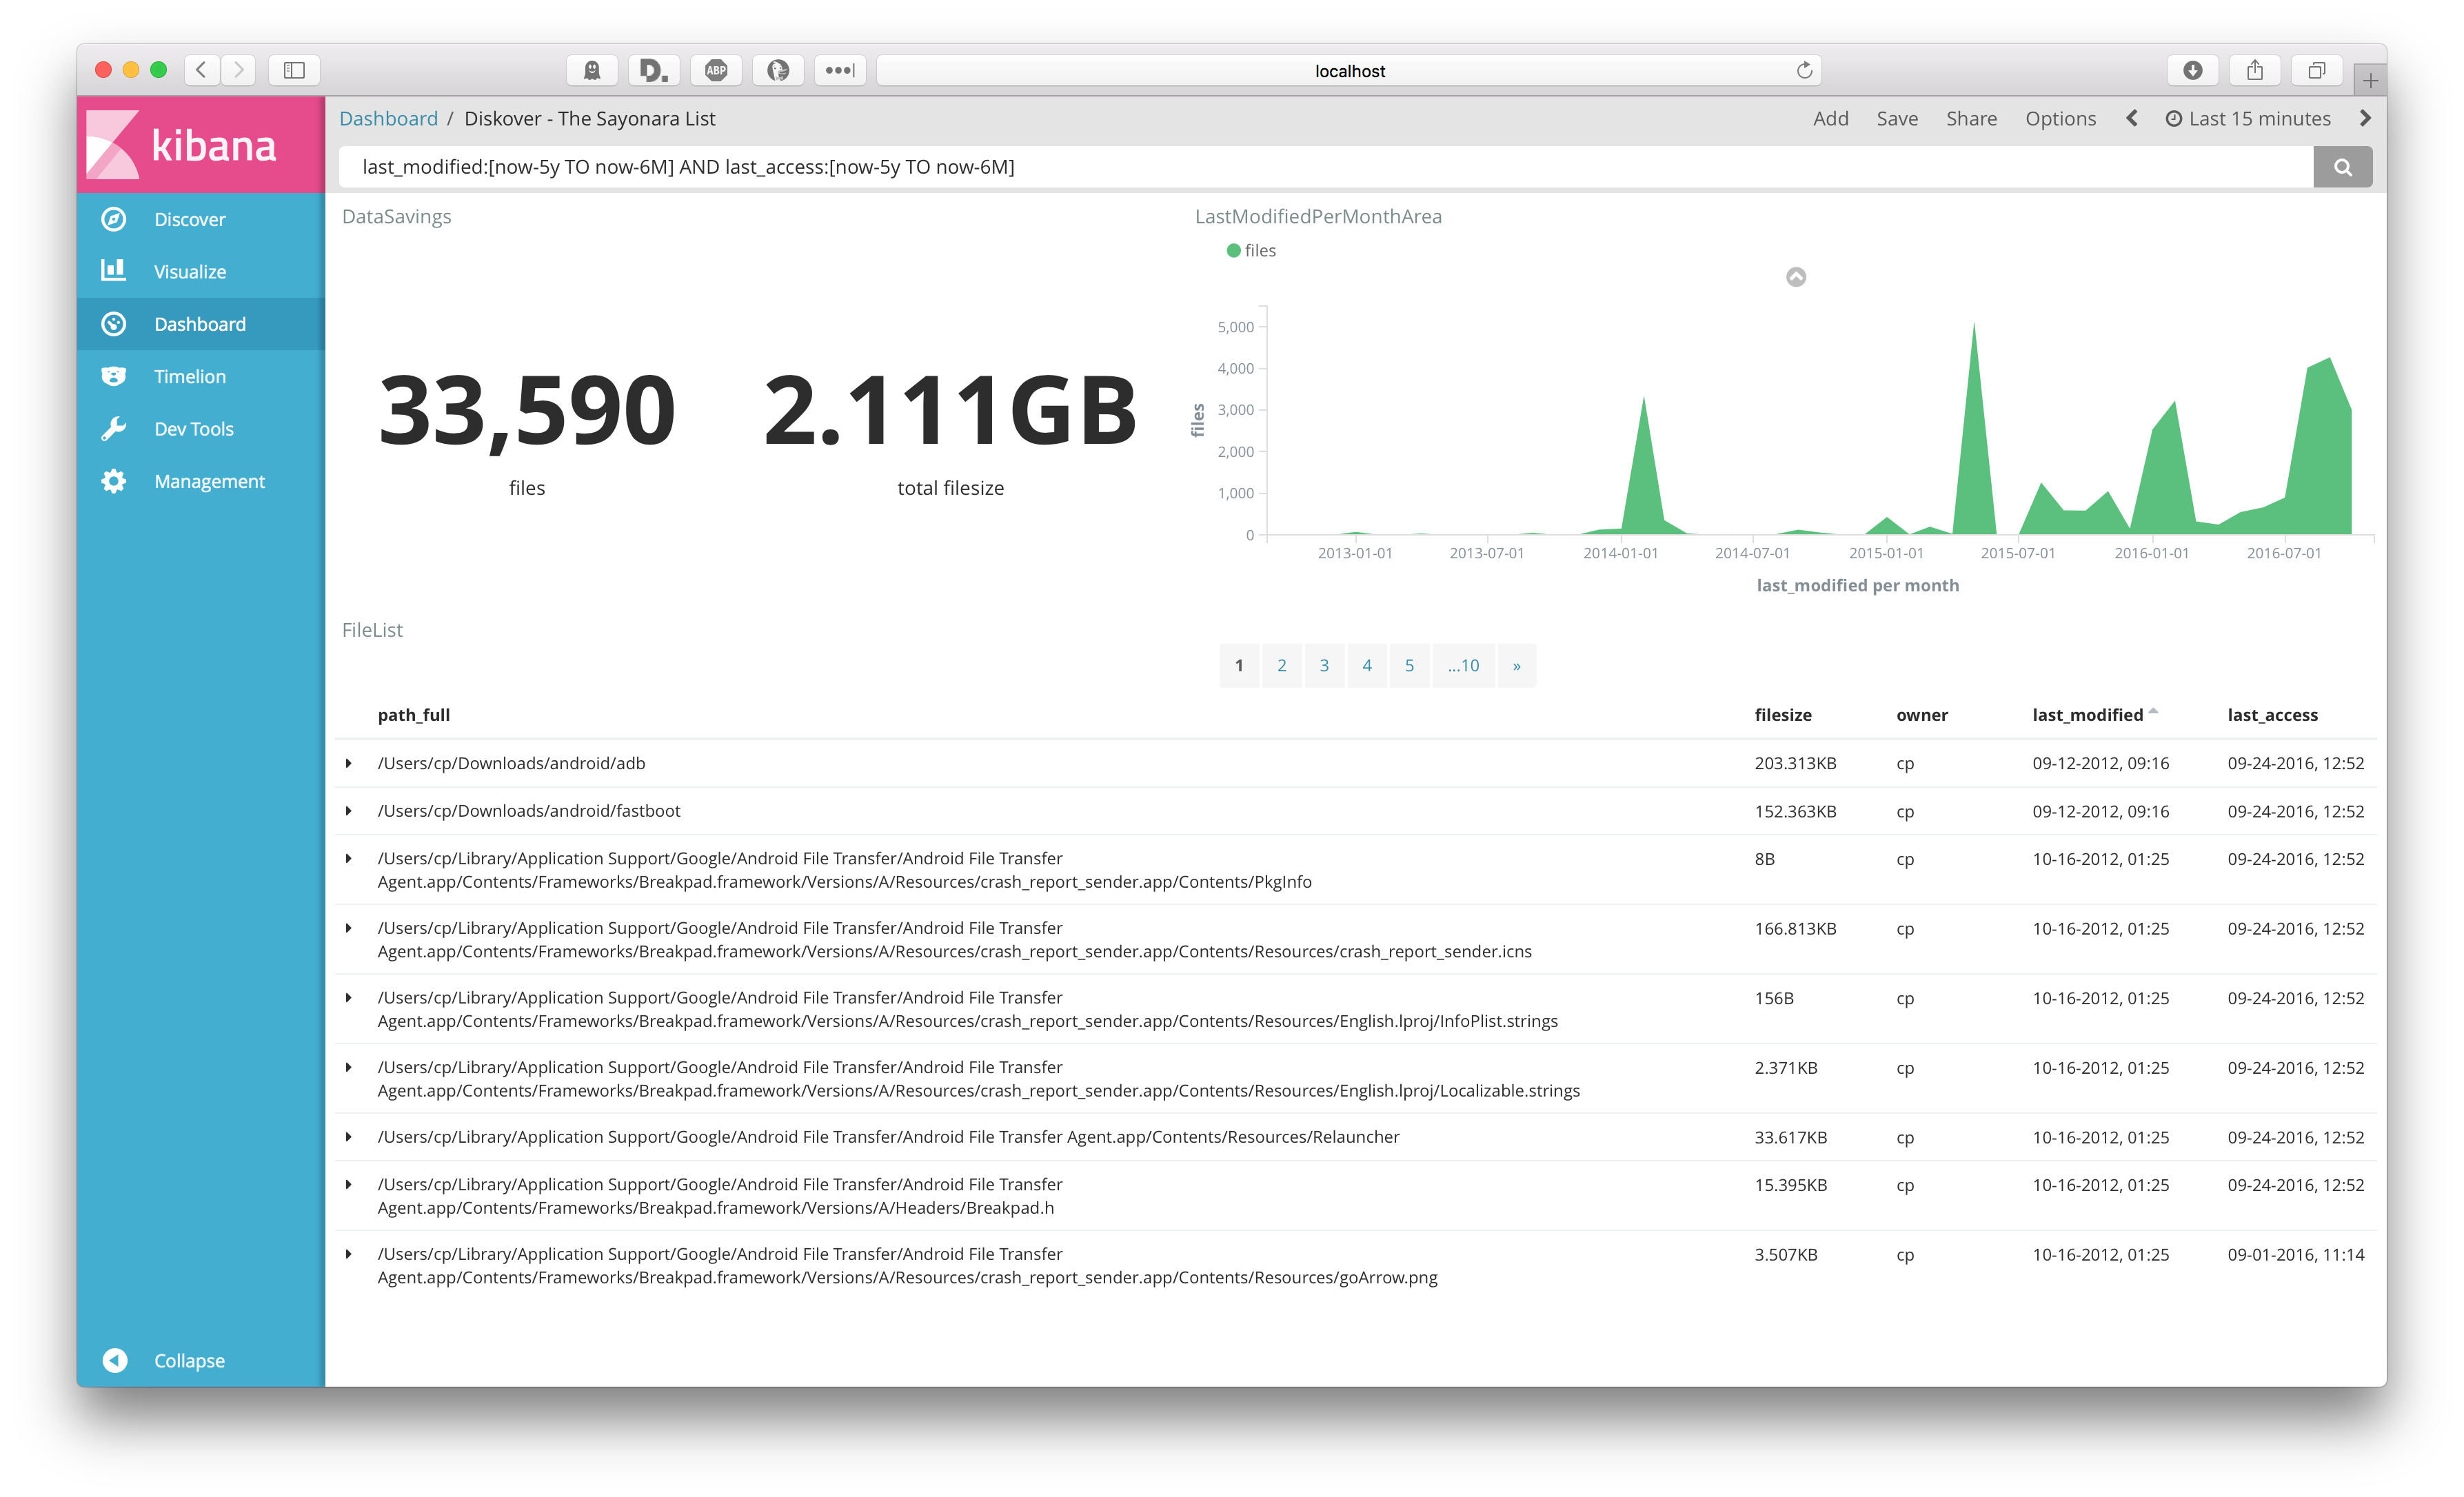 ABP
D.
localhost
kibana
Dashboard / Diskover - The Sayonara List
Add Save Share Options Last 15 minutes
last_modified:[now-5y TO now-6M] AND last_access:[now-5y TO now-6M]
Discover
Visualize
Dashboard
Timelion
Dev Tools
Management
Collapse
DataSavings
33,590
files
2.111GB
total filesize
LastModifiedPerMonthArea
files
files
5,000
4,000
3,000
2,000
1,000
0
2013-01-01 2013-07-01 2014-01-01 2014-07-01 2015-01-01 2015-07-01 2016-01-01 2016-07-01
last_modified per month
FileList
1 2 3 4 5 ...10 »
path_full filesize owner last_modified last_access
/Users/cp/Downloads/android/adb 203.313KB cp 09-12-2012, 09:16 09-24-2016, 12:52
/Users/cp/Downloads/android/fastboot 152.363KB cp 09-12-2012, 09:16 09-24-2016, 12:52
/Users/cp/Library/Application Support/Google/Android File Transfer/Android File Transfer 8B cp 10-16-2012, 01:25 09-24-2016, 12:52
Agent.app/Contents/Frameworks/Breakpad.framework/Versions/A/Resources/crash_report_sender.app/Contents/PkgInfo
/Users/cp/Library/Application Support/Google/Android File Transfer/Android File Transfer 166.813KB cp 10-16-2012, 01:25 09-24-2016, 12:52
Agent.app/Contents/Frameworks/Breakpad.framework/Versions/A/Resources/crash_report_sender.app/Contents/Resources/crash_report_sender.icns
/Users/cp/Library/Application Support/Google/Android File Transfer/Android File Transfer 156B cp 10-16-2012, 01:25 09-24-2016, 12:52
Agent.app/Contents/Frameworks/Breakpad.framework/Versions/A/Resources/crash_report_sender.app/Contents/Resources/English.lproj/InfoPlist.strings
/Users/cp/Library/Application Support/Google/Android File Transfer/Android File Transfer 2.371KB cp 10-16-2012, 01:25 09-24-2016, 12:52
Agent.app/Contents/Frameworks/Breakpad.framework/Versions/A/Resources/crash_report_sender.app/Contents/Resources/English.lproj/Localizable.strings
/Users/cp/Library/Application Support/Google/Android File Transfer/Android File Transfer Agent.app/Contents/Resources/Relauncher 33.617KB cp 10-16-2012, 01:25 09-24-2016, 12:52
/Users/cp/Library/Application Support/Google/Android File Transfer/Android File Transfer 15.395KB cp 10-16-2012, 01:25 09-24-2016, 12:52
Agent.app/Contents/Frameworks/Breakpad.framework/Versions/A/Headers/Breakpad.h
/Users/cp/Library/Application Support/Google/Android File Transfer/Android File Transfer 3.507KB cp 10-16-2012, 01:25 09-01-2016, 11:14
Agent.app/Contents/Frameworks/Breakpad.framework/Versions/A/Resources/crash_report_sender.app/Contents/Resources/goArrow.png